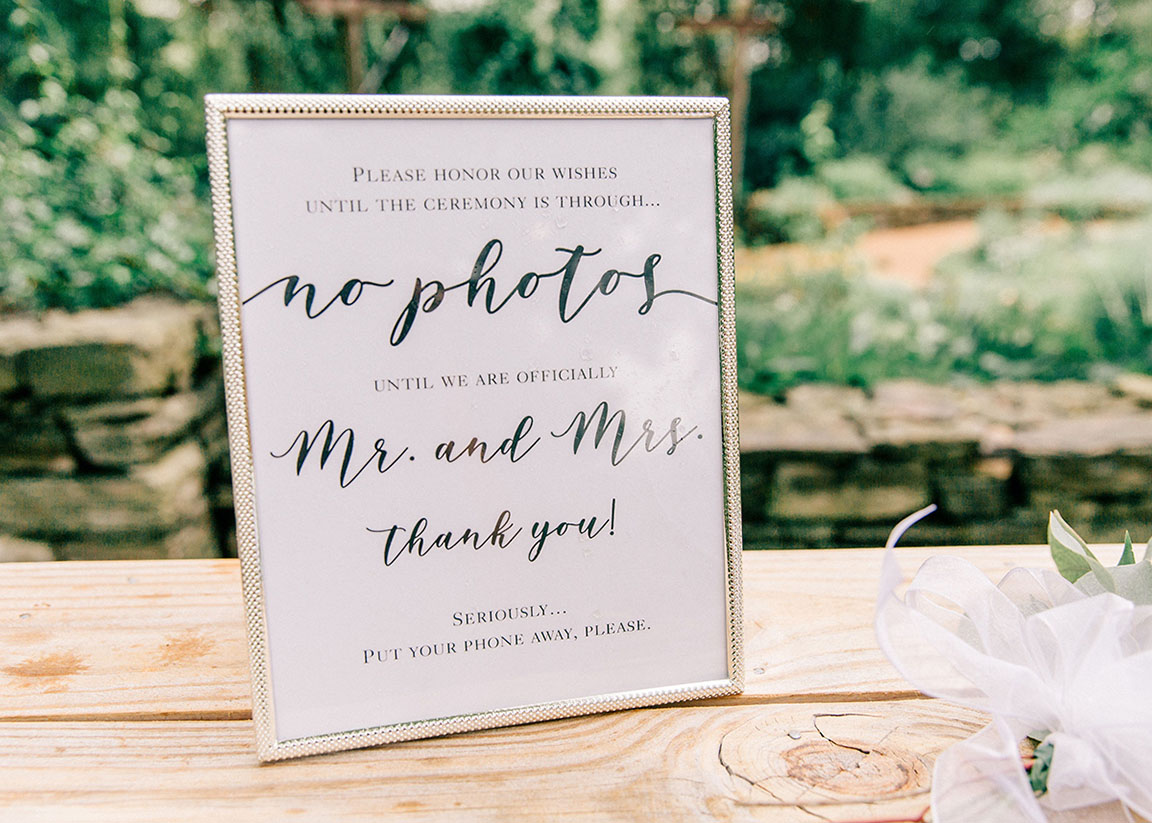 Please honor our wishes
until the ceremony is through...
no photos
until we are officially
Mr. and Mrs.
thank you!
Seriously...
Put your phone away, please.